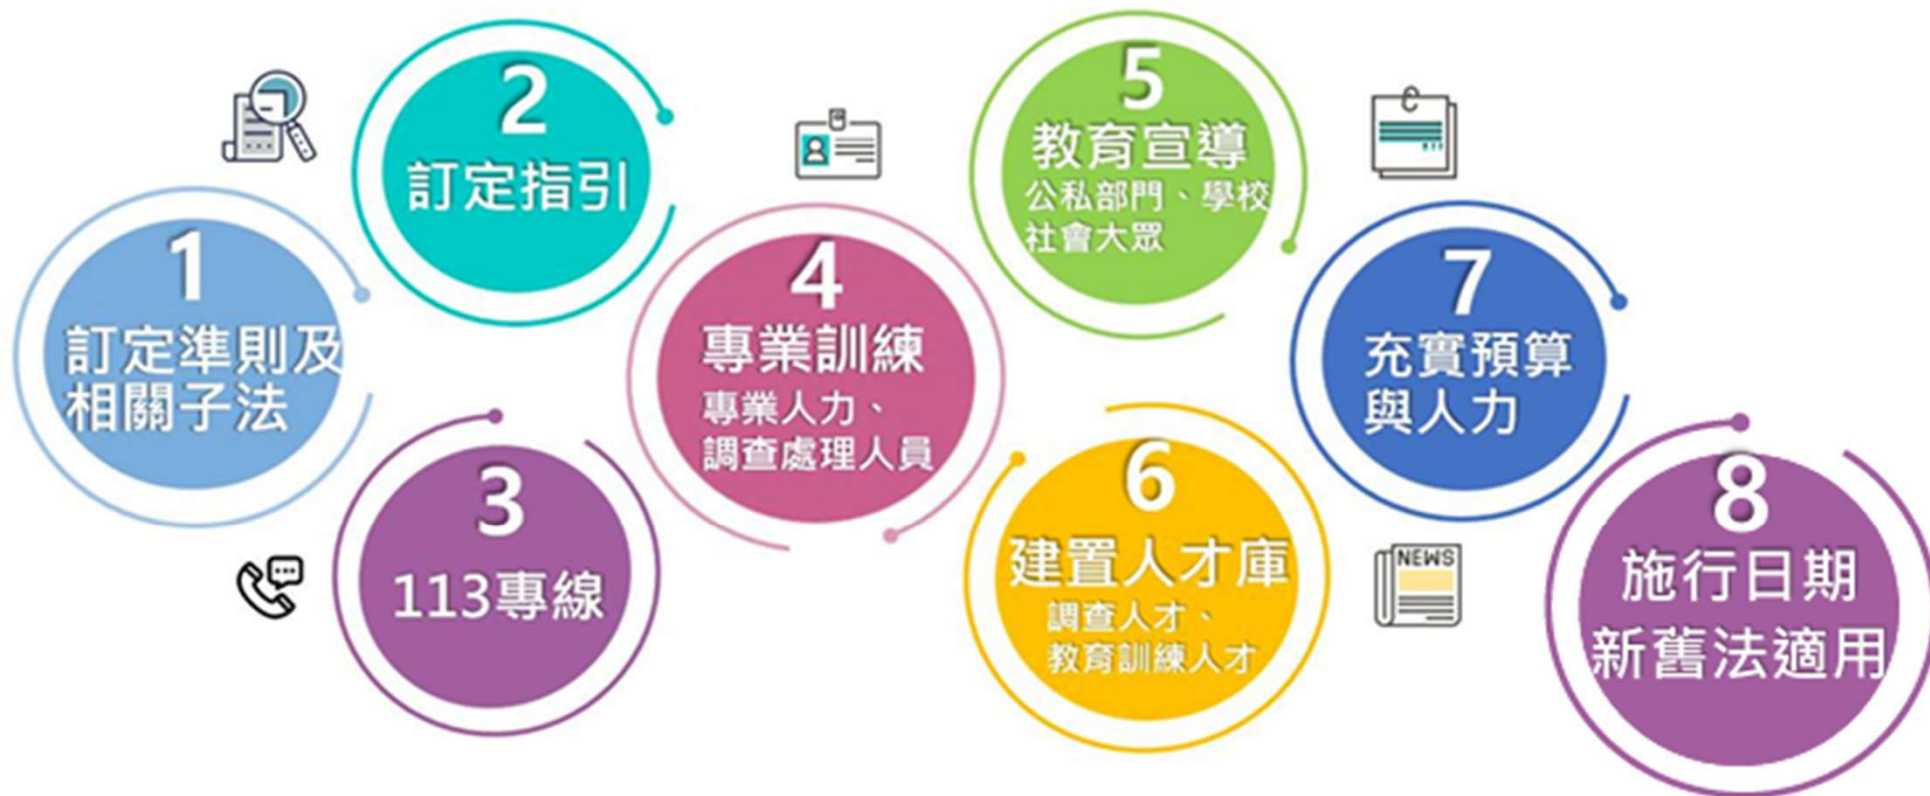 1
訂定準則及
相關子法
2
訂定指引
3
113專線
4
專業訓練
專業人力、
調查處理人員
5
教育宣導
公私部門、學校
社會大眾
6
建置人才庫
調查人才、
教育訓練人才
7
充實預算
與人力
NEWS
8
施行日期
新舊法適用